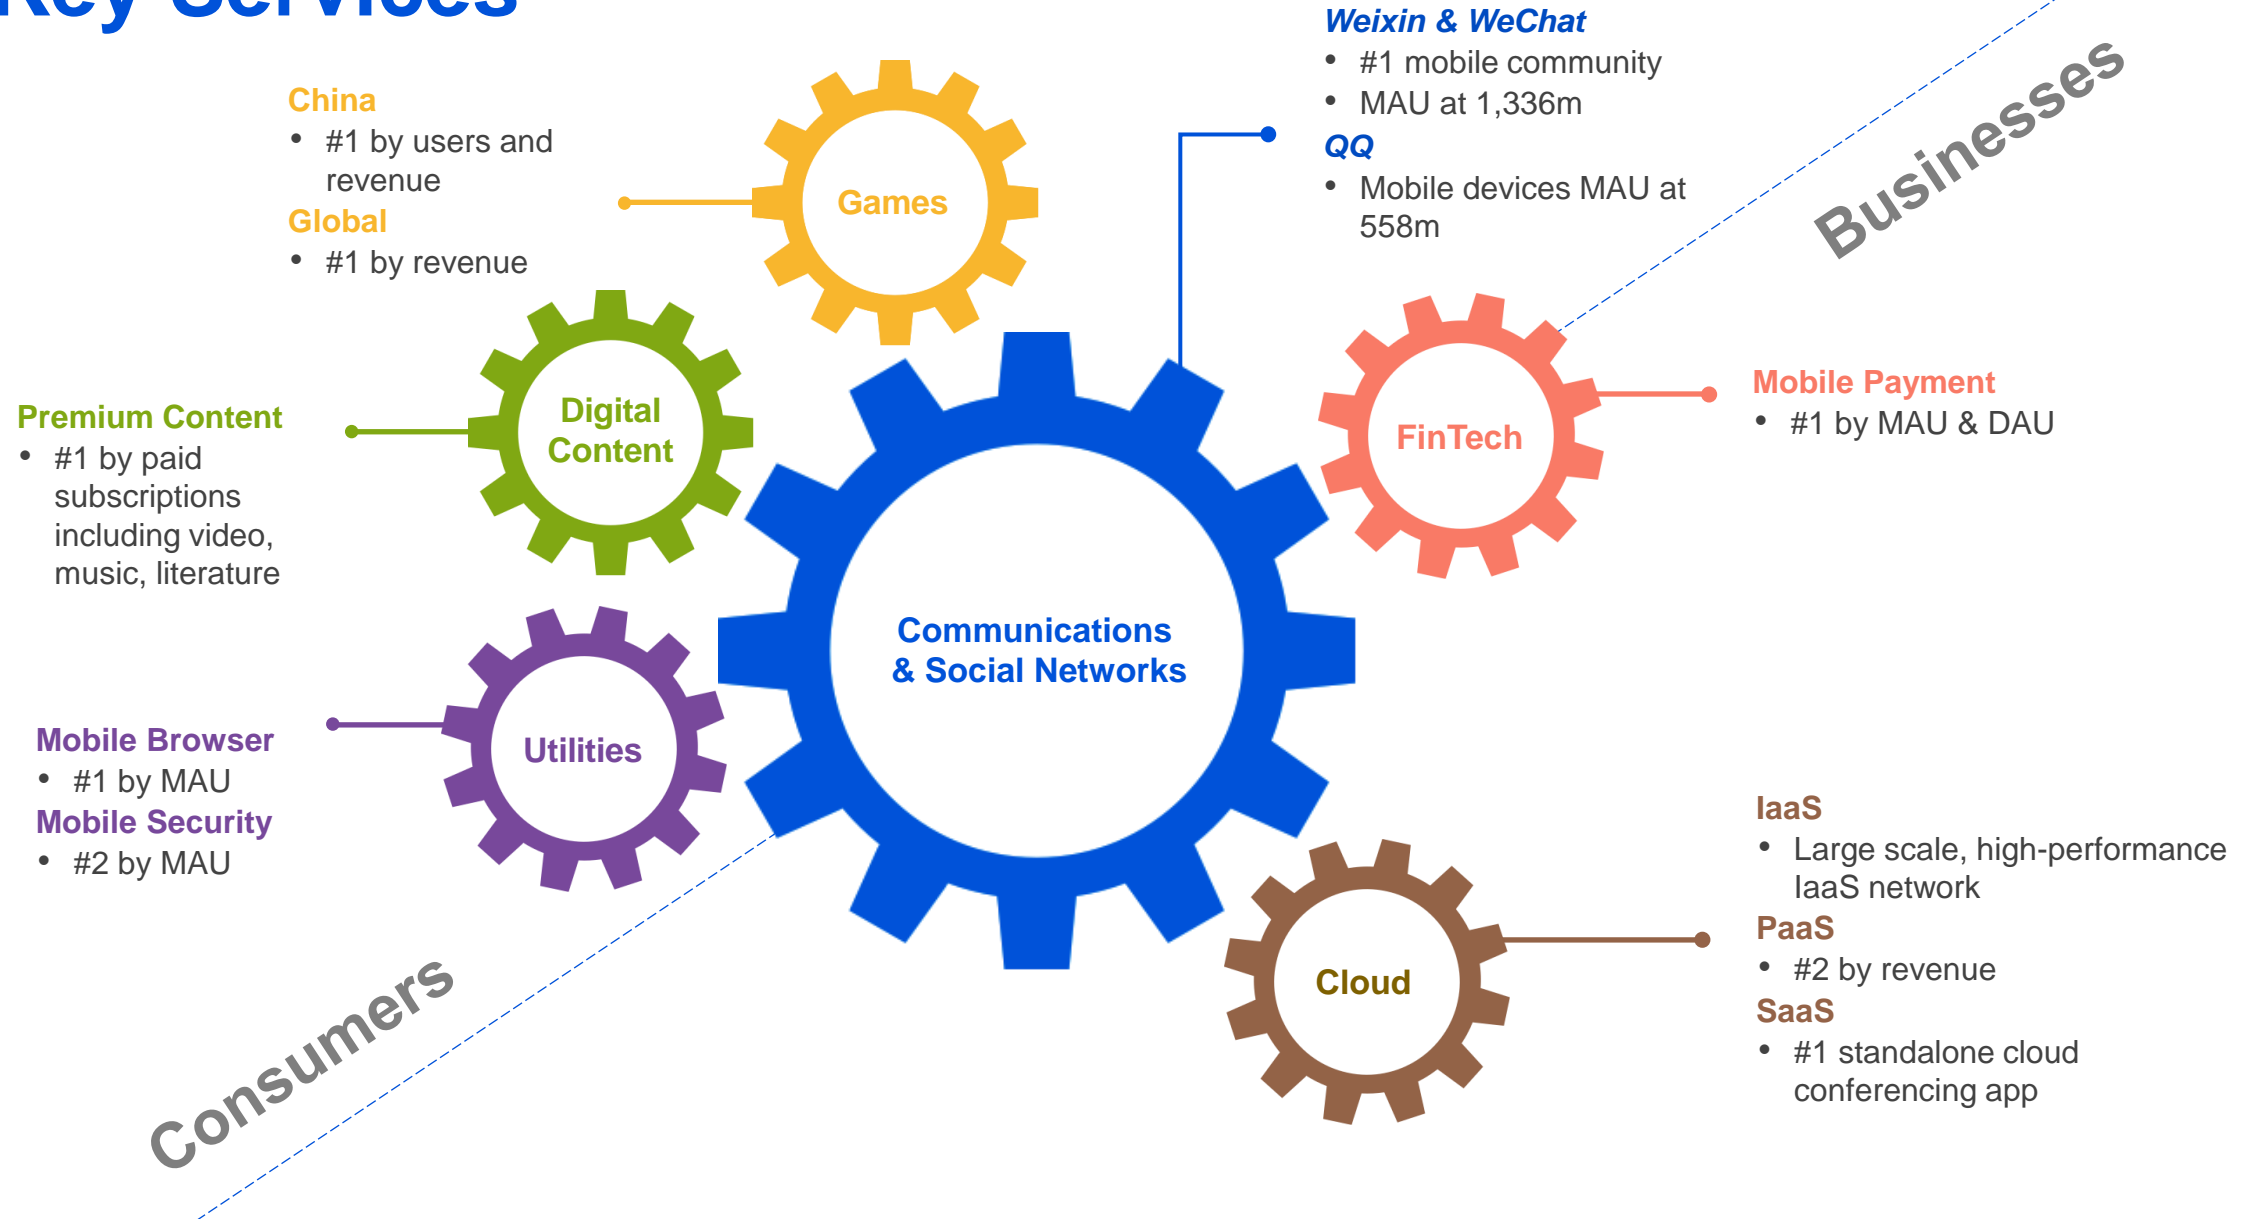 Key Services
China
• #1 by users and
revenue
Global
• #1 by revenue
Games
Weixin & WeChat
• #1 mobile community
• MAU at 1,336m
QQ
• Mobile devices MAU at
558m
Businesses
Premium Content
• #1 by paid
subscriptions
including video,
music, literature
Digital
Content
FinTech
Mobile Payment
• #1 by MAU & DAU
Communications
& Social Networks
Mobile Browser
• #1 by MAU
Mobile Security
• #2 by MAU
Utilities
Cloud
IaaS
• Large scale, high-performance
IaaS network
PaaS
• #2 by revenue
SaaS
• #1 standalone cloud
conferencing app
Consumers